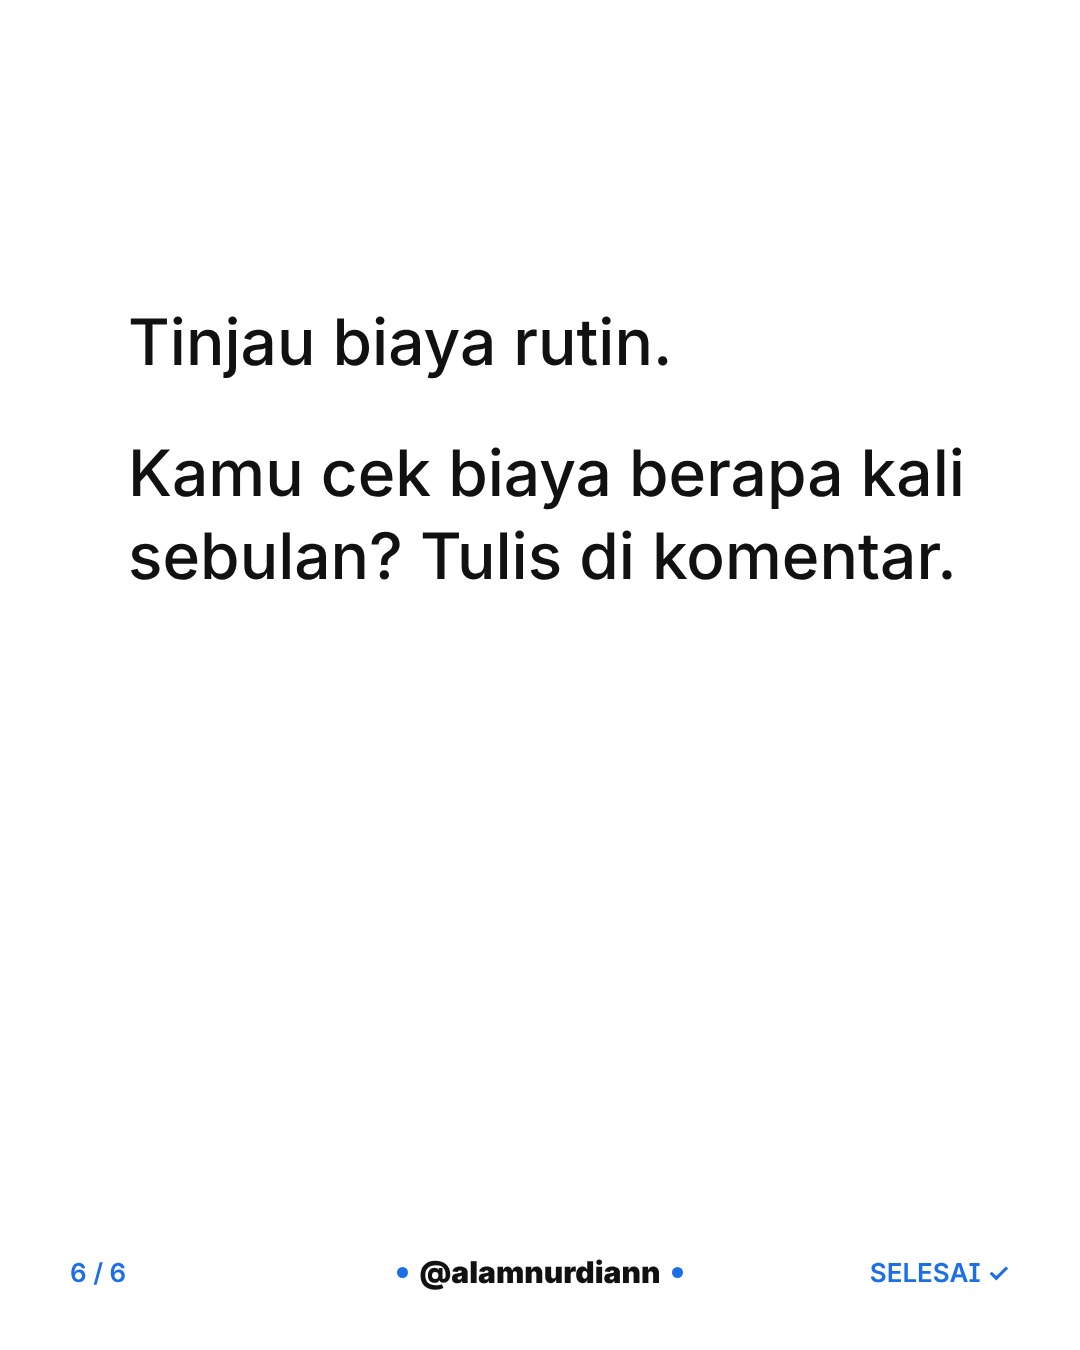 Tinjau biaya rutin.
Kamu cek biaya berapa kali
sebulan? Tulis di komentar.
6 / 6
• @alamnurdiann •
SELESAI ✓